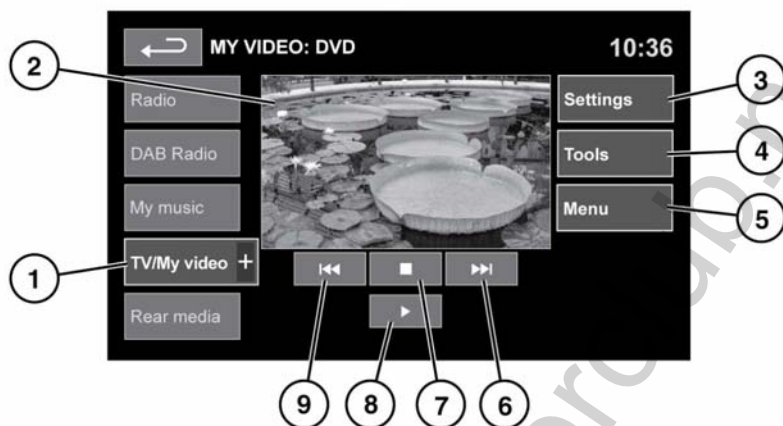 MY VIDEO: DVD
10:36
2
3
Radio
Settings
DAB Radio
Tools
4
My music
Menu
5
1
TV/My video +
Rear media
9
8
7
6